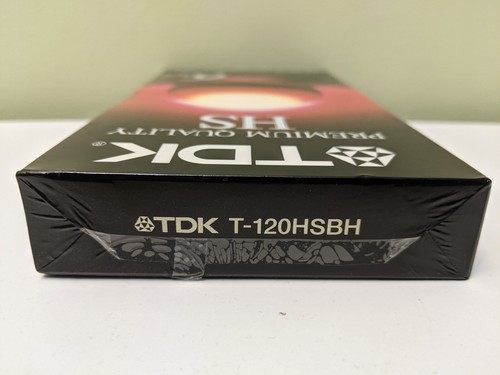 HS
PREMIUM QUALITY
TDK®
TDK T-120HSBH